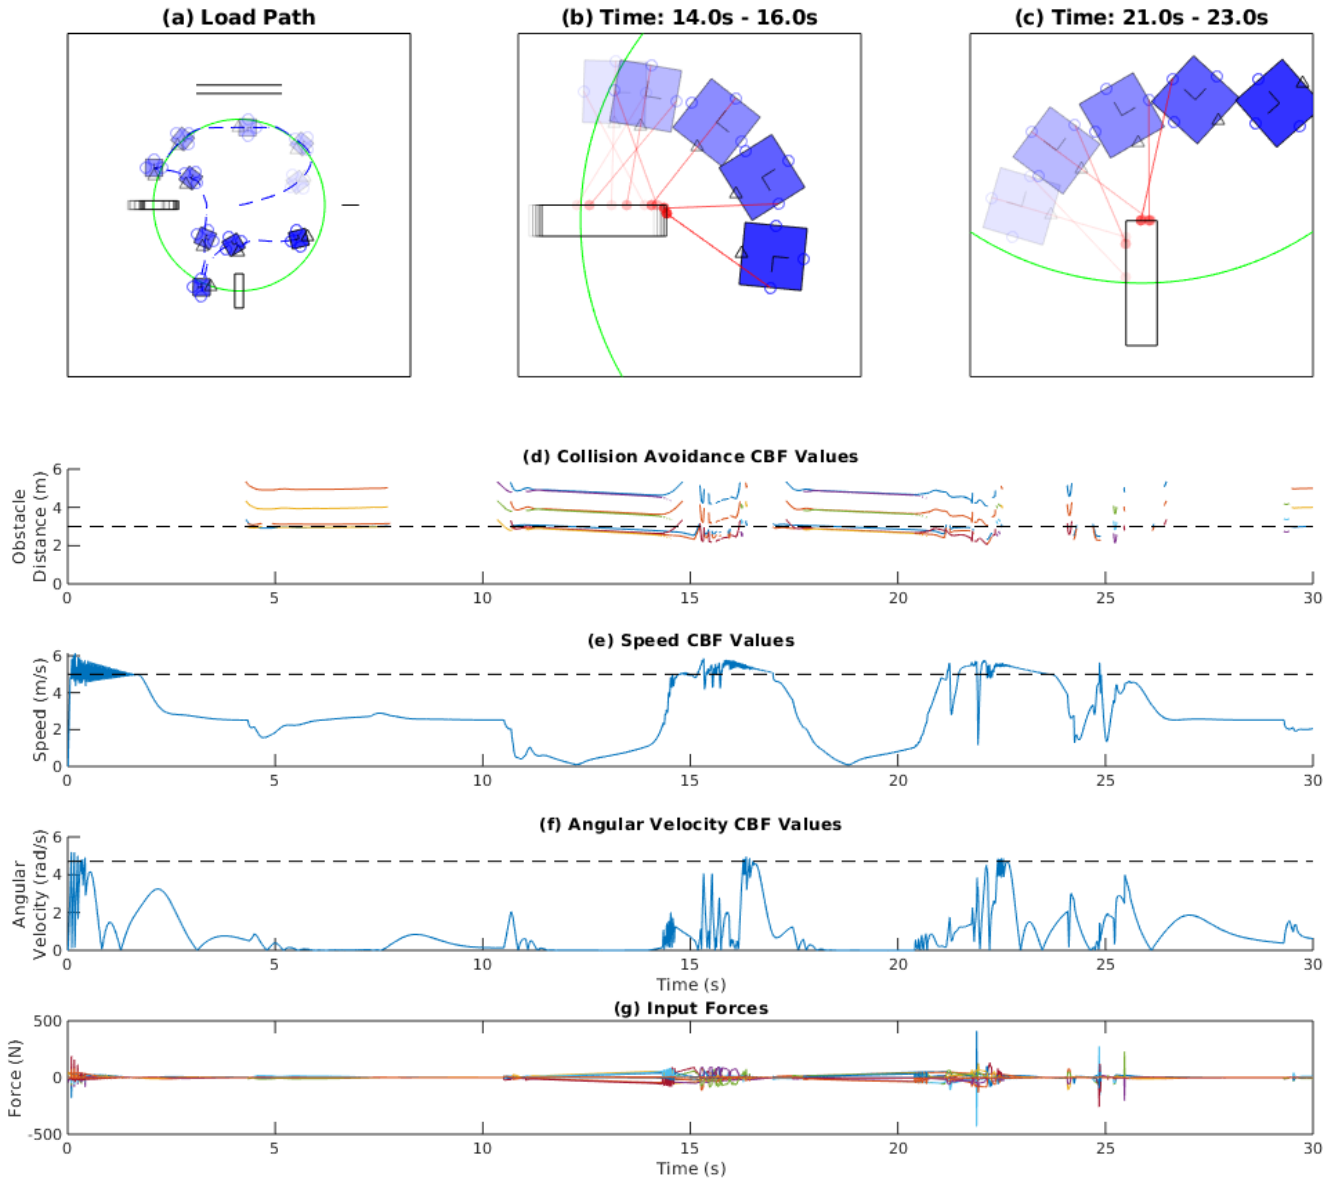 (a) Load Path
(b) Time: 14.0s - 16.0s
(c) Time: 21.0s - 23.0s
(d) Collision Avoidance CBF Values
Obstacle
Distance (m)
6
4
2
0
0 5 10 15 20 25 30
(e) Speed CBF Values
Speed (m/s)
6
4
2
0
0 5 10 15 20 25 30
(f) Angular Velocity CBF Values
Angular
Velocity (rad/s)
6
4
2
0
0 5 10 15 20 25 30
Time (s)
(g) Input Forces
Force (N)
500
0
-500
0 5 10 15 20 25 30
Time (s)